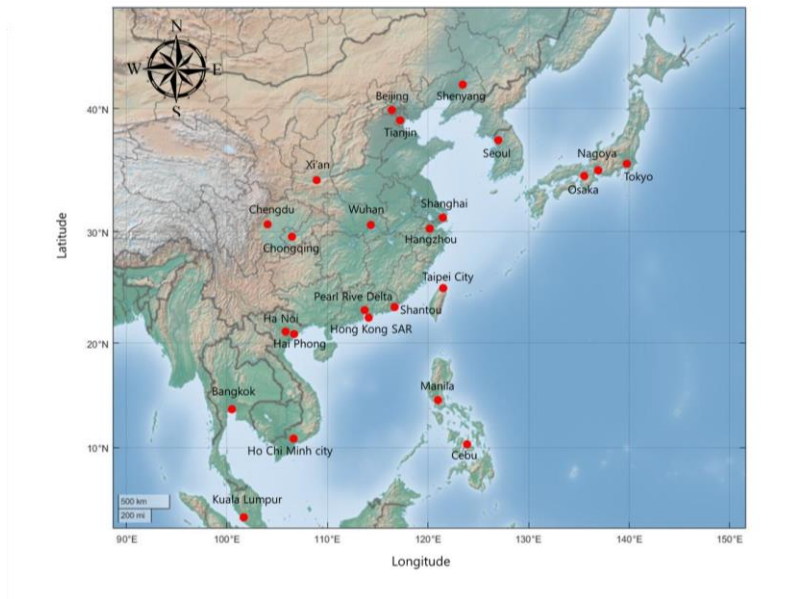 N
W E
S
Beijing
Shenyang
Tianjin
Seoul
Nagoya
Osaka
Tokyo
Xi'an
Chengdu
Chongqing
Wuhan
Shanghai
Hangzhou
Taipei City
Pearl Rive Delta
Shantou
Hong Kong SAR
Ha Noi
Hai Phong
Bangkok
Ho Chi Minh city
Manila
Cebu
Kuala Lumpur
40°N
30°N
20°N
10°N
Latitude
500 km
200 mi
90°E 100°E 110°E 120°E 130°E 140°E 150°E
Longitude